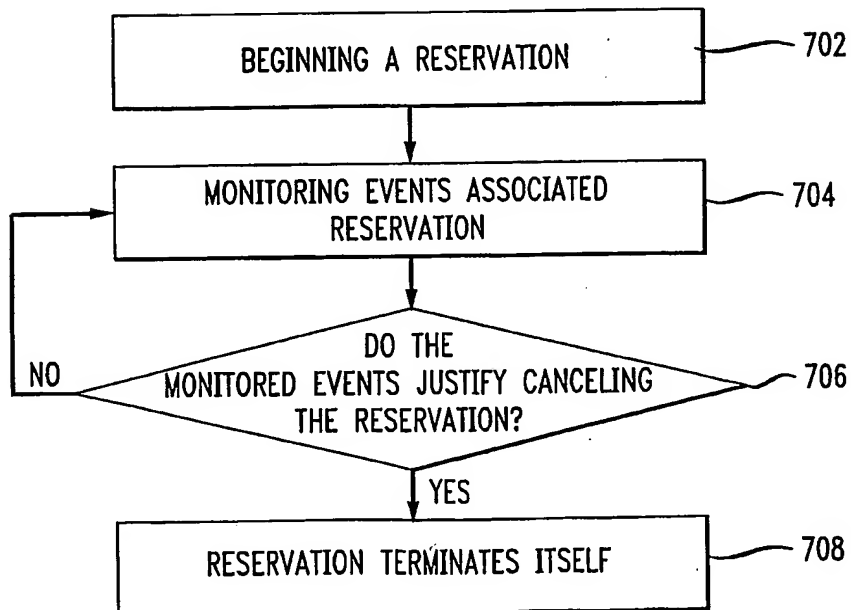 BEGINNING A RESERVATION
702
MONITORING EVENTS ASSOCIATED
RESERVATION
704
DO THE
MONITORED EVENTS JUSTIFY CANCELING
THE RESERVATION?
706
NO
YES
RESERVATION TERMINATES ITSELF
708